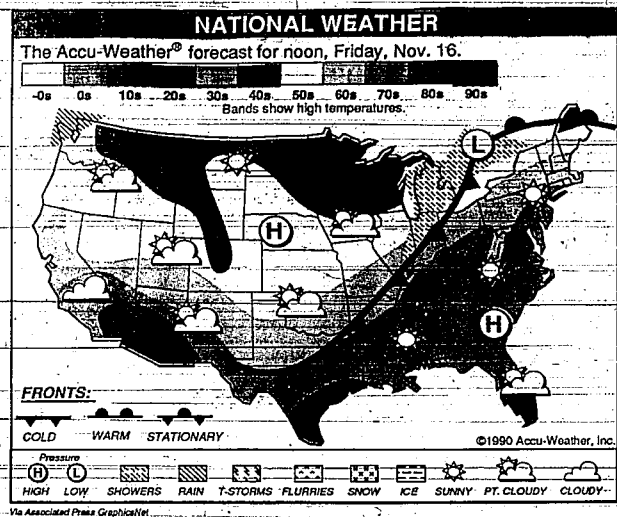 NATIONAL WEATHER
The Accu-Weather® forecast for noon, Friday, Nov. 16.
-0s 0s 10s 20s 30s 40s 50s 60s 70s 80s 90s
Bands show high temperatures.
L
H
H
FRONTS:
COLD WARM STATIONARY
©1990 Accu-Weather, Inc.
Pressure
H L
HIGH LOW SHOWERS RAIN T-STORMS FLURRIES SNOW ICE SUNNY PT. CLOUDY CLOUDY
Via Associated Press GraphicsNet